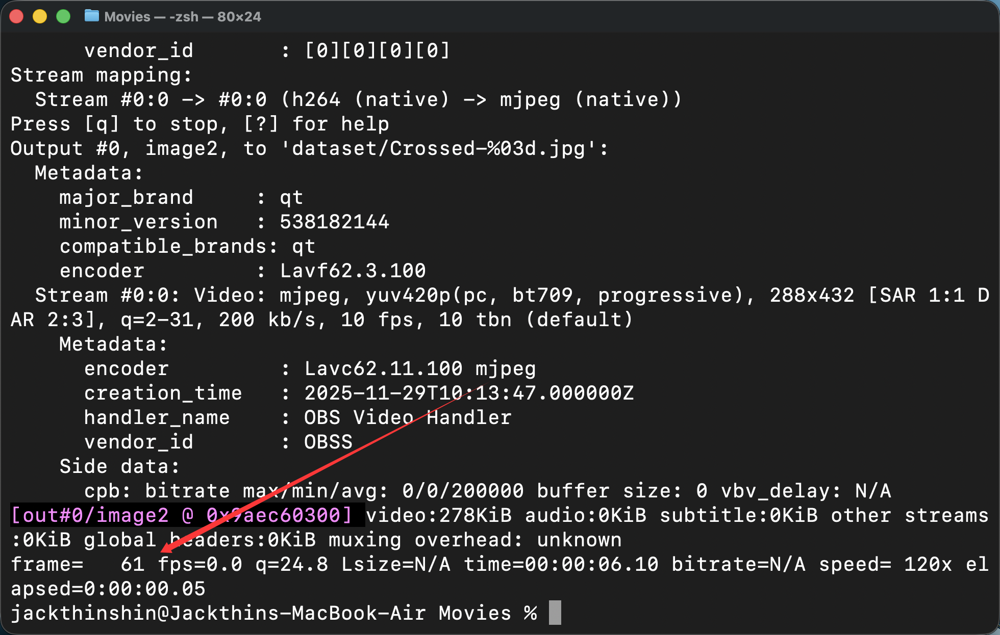 Movies — -zsh — 80×24
vendor_id       : [0][0][0][0]
Stream mapping:
Stream #0:0 -> #0:0 (h264 (native) -> mjpeg (native))
Press [q] to stop, [?] for help
Output #0, image2, to 'dataset/Crossed-%03d.jpg':
Metadata:
major_brand     : qt
minor_version   : 538182144
compatible_brands: qt
encoder         : Lavf62.3.100
Stream #0:0: Video: mjpeg, yuv420p(pc, bt709, progressive), 288x432 [SAR 1:1 D
AR 2:3], q=2-31, 200 kb/s, 10 fps, 10 tbn (default)
Metadata:
encoder         : Lavc62.11.100 mjpeg
creation_time   : 2025-11-29T10:13:47.000000Z
handler_name    : OBS Video Handler
vendor_id       : OBSS
Side data:
cpb: bitrate max/min/avg: 0/0/200000 buffer size: 0 vbv_delay: N/A
[out#0/image2 @ 0x9aec60300] video:278KiB audio:0KiB subtitle:0KiB other streams
:0KiB global headers:0KiB muxing overhead: unknown
frame=   61 fps=0.0 q=24.8 Lsize=N/A time=00:00:06.10 bitrate=N/A speed= 120x el
apsed=0:00:00.05
jackthinshin@Jackthins-MacBook-Air Movies %